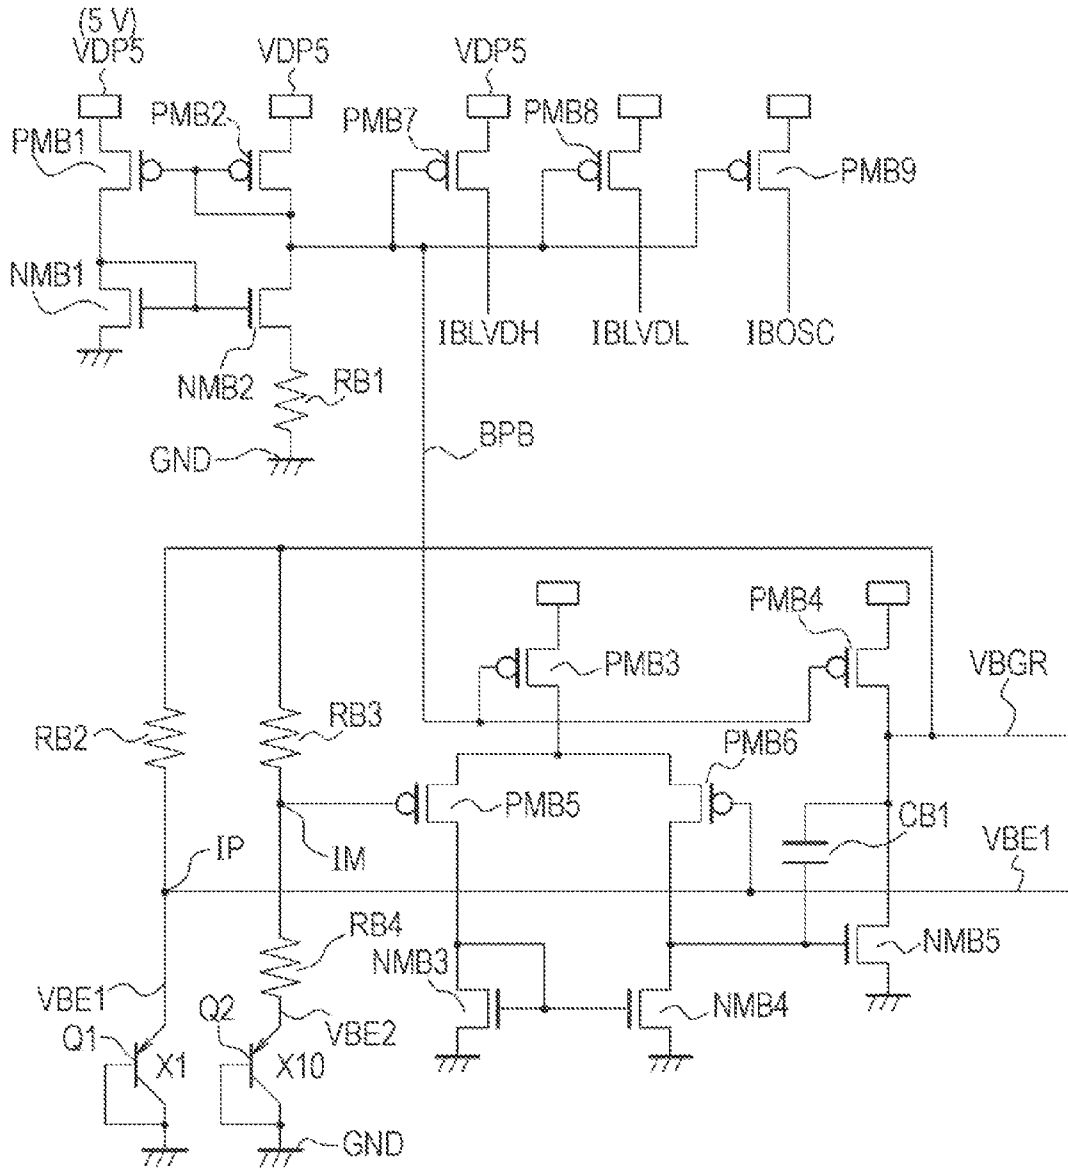 (5 V)
VDP5
VDP5
VDP5
PMB2
PMB7
PMB8
PMB1
PMB9
NMB1
IBLVDH
IBLVDL
IBOSC
NMB2
RB1
GND
BPB
PMB4
PMB3
VBGR
RB2
RB3
PMB6
PMB5
CB1
IP
IM
VBE1
RB4
NMB3
NMB5
VBE1
Q2
NMB4
Q1
VBE2
X1
X10
GND